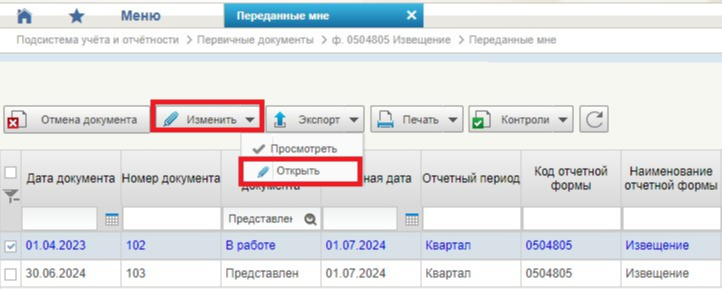 Меню Переданные мне
Подсистема учёта и отчётности > Первичные документы > ф. 0504805 Извещение > Переданные мне
Отмена документа Изменить Экспорт Печать Контроли
Просмотреть
Открыть
Дата документа Номер документа документа ная дата Отчетный период Код отчетной формы Наименование отчетной формы
Представлен
01.04.2023 102 В работе 01.07.2024 Квартал 0504805 Извещение
30.06.2024 103 Представлен 01.07.2024 Квартал 0504805 Извещение